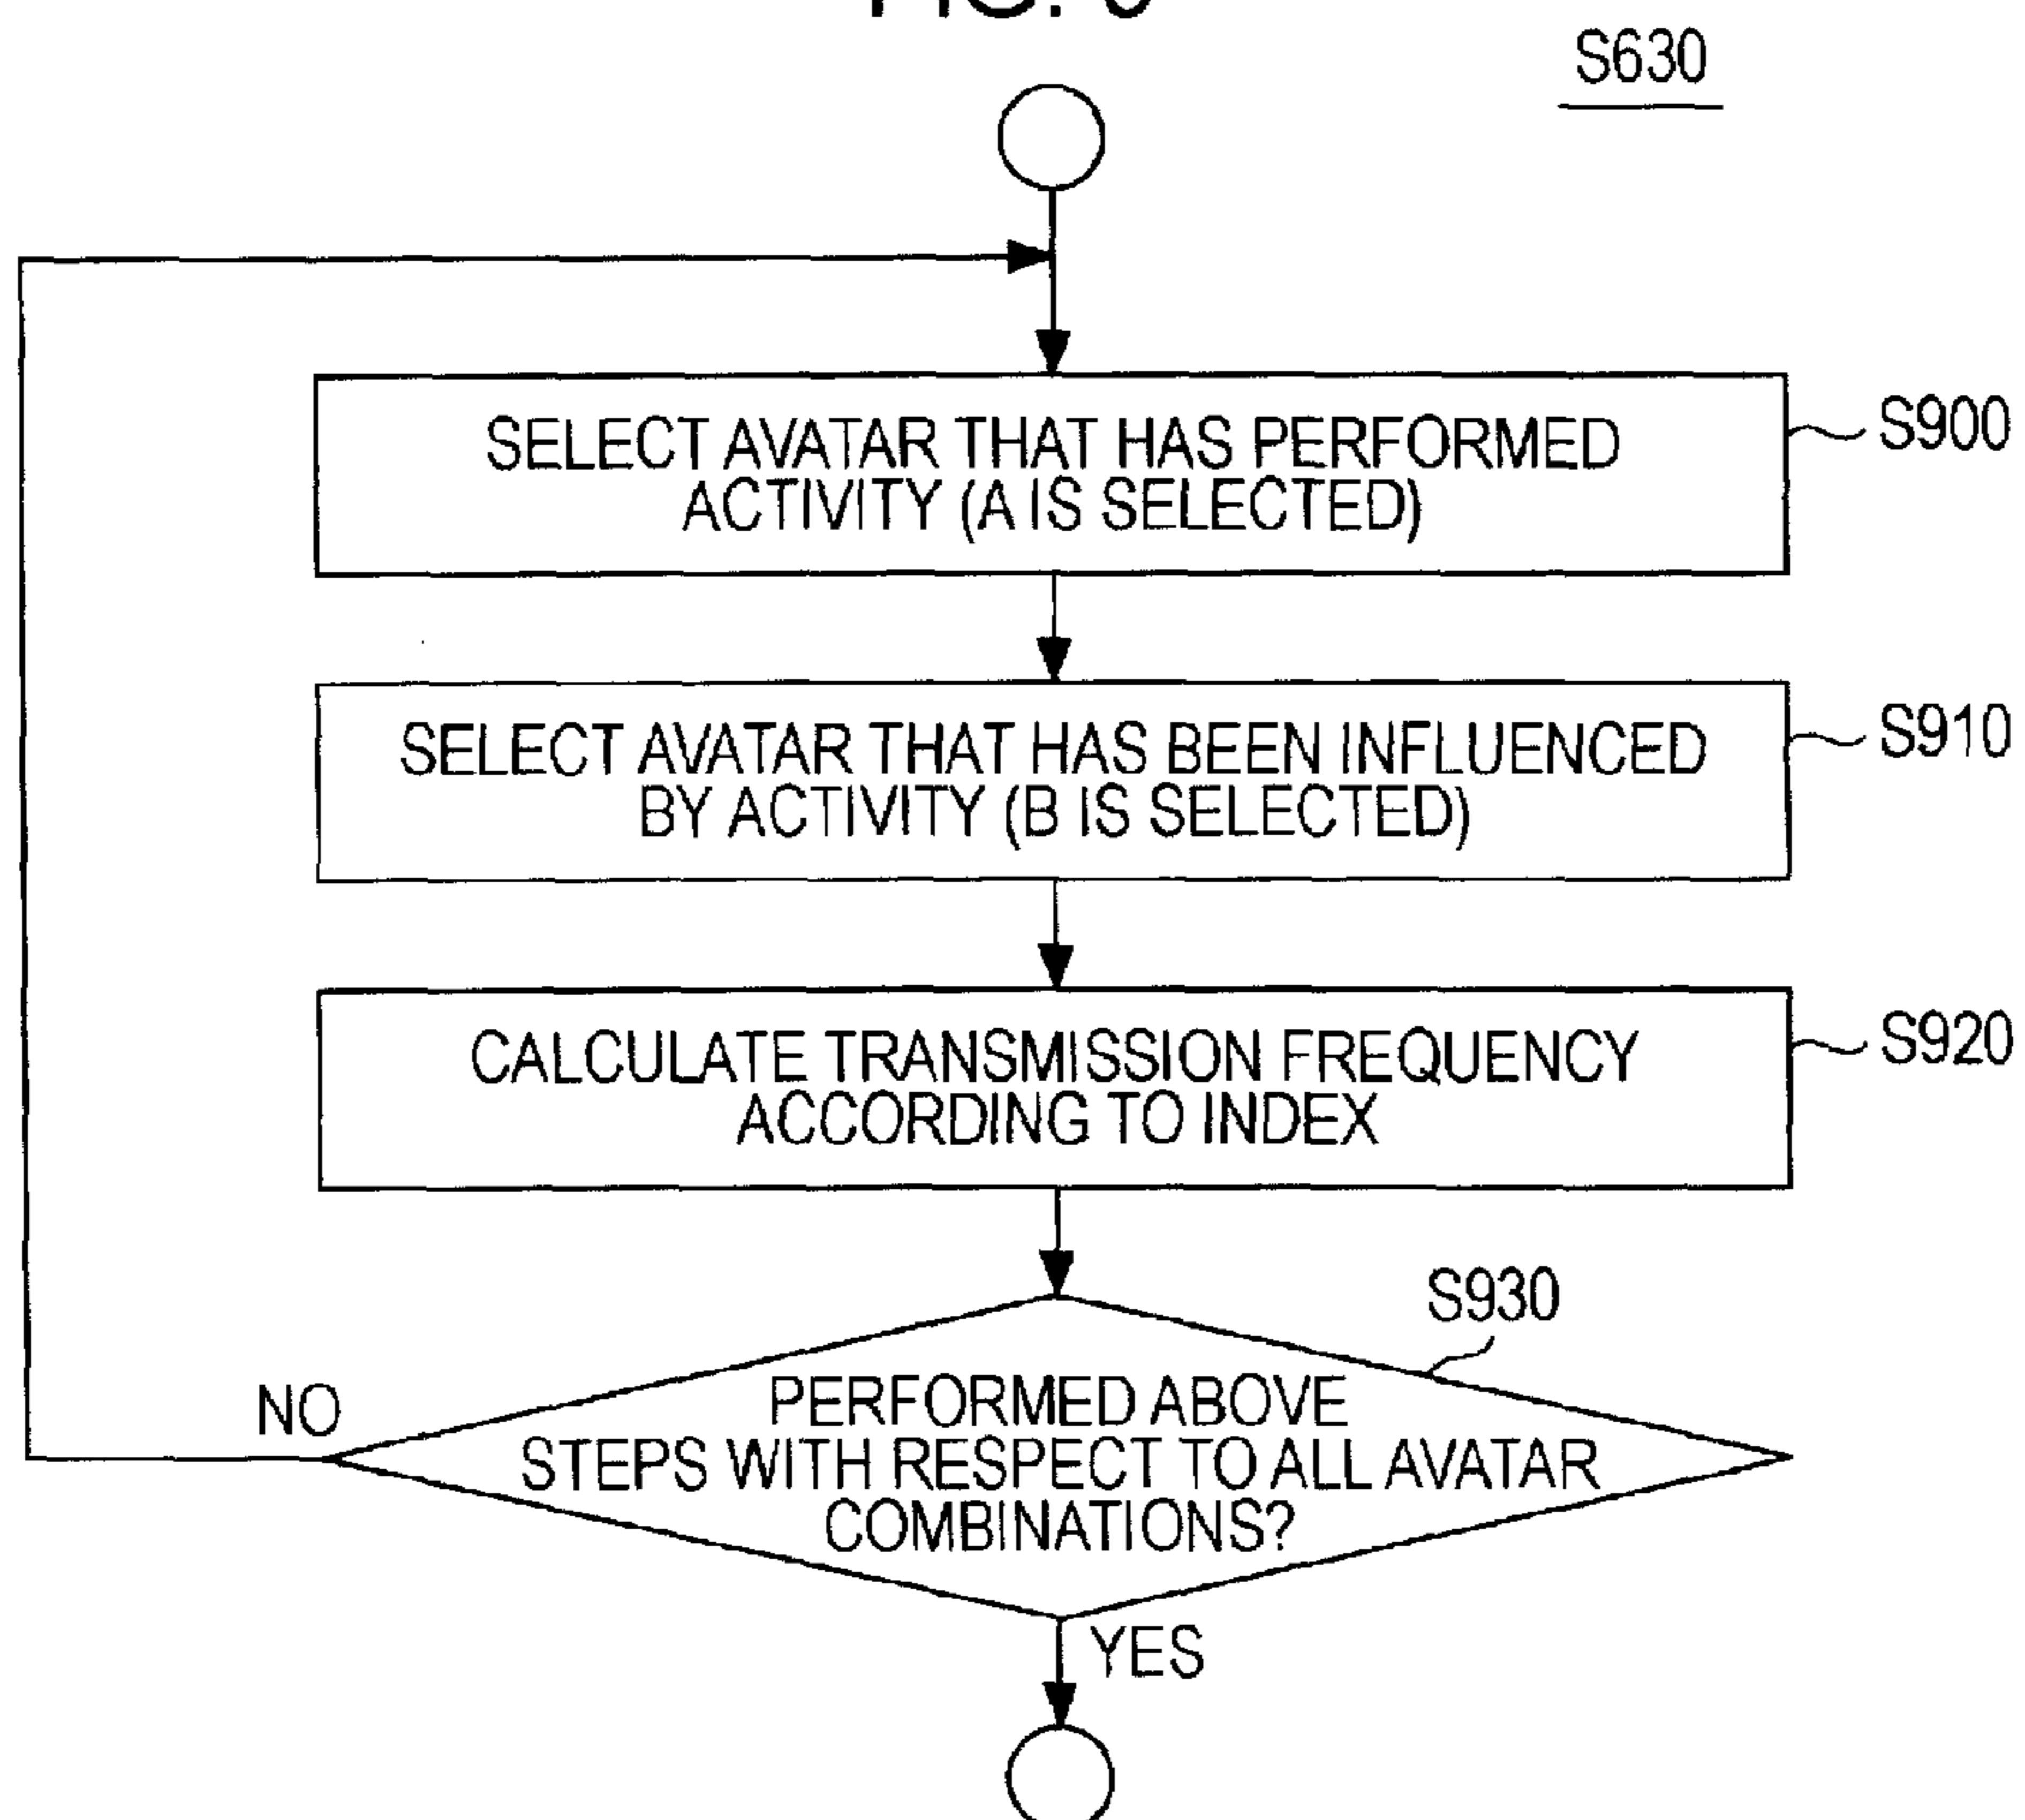 S630
SELECT AVATAR THAT HAS PERFORMED
ACTIVITY (A IS SELECTED)
S900
SELECT AVATAR THAT HAS BEEN INFLUENCED
BY ACTIVITY (B IS SELECTED)
S910
CALCULATE TRANSMISSION FREQUENCY
ACCORDING TO INDEX
S920
S930
PERFORMED ABOVE
STEPS WITH RESPECT TO ALL AVATAR
COMBINATIONS?
NO
YES